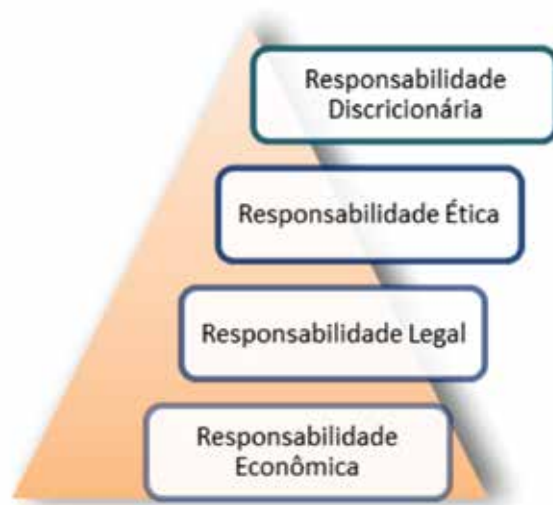 Responsabilidade
Discricionária
Responsabilidade Ética
Responsabilidade Legal
Responsabilidade
Econômica